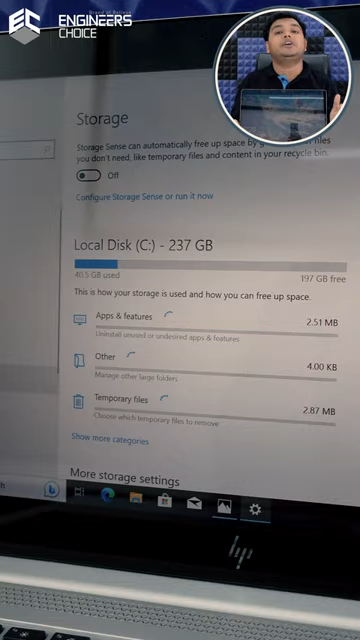 Brand of Believe
EC ENGINEERS
CHOICE
Storage
Storage Sense can automatically free up space by g files
you don't need, like temporary files and content in your recycle bin.
Off
Configure Storage Sense or run it now
Local Disk (C:) - 237 GB
40.5 GB used
197 GB free
This is how your storage is used and how you can free up space.
Apps & features
2.51 MB
Uninstall unused or undesired apps & features
Other
4.00 KB
Manage other large folders
Temporary files
2.87 MB
Choose which temporary files to remove
Show more categories
More storage settings
hp